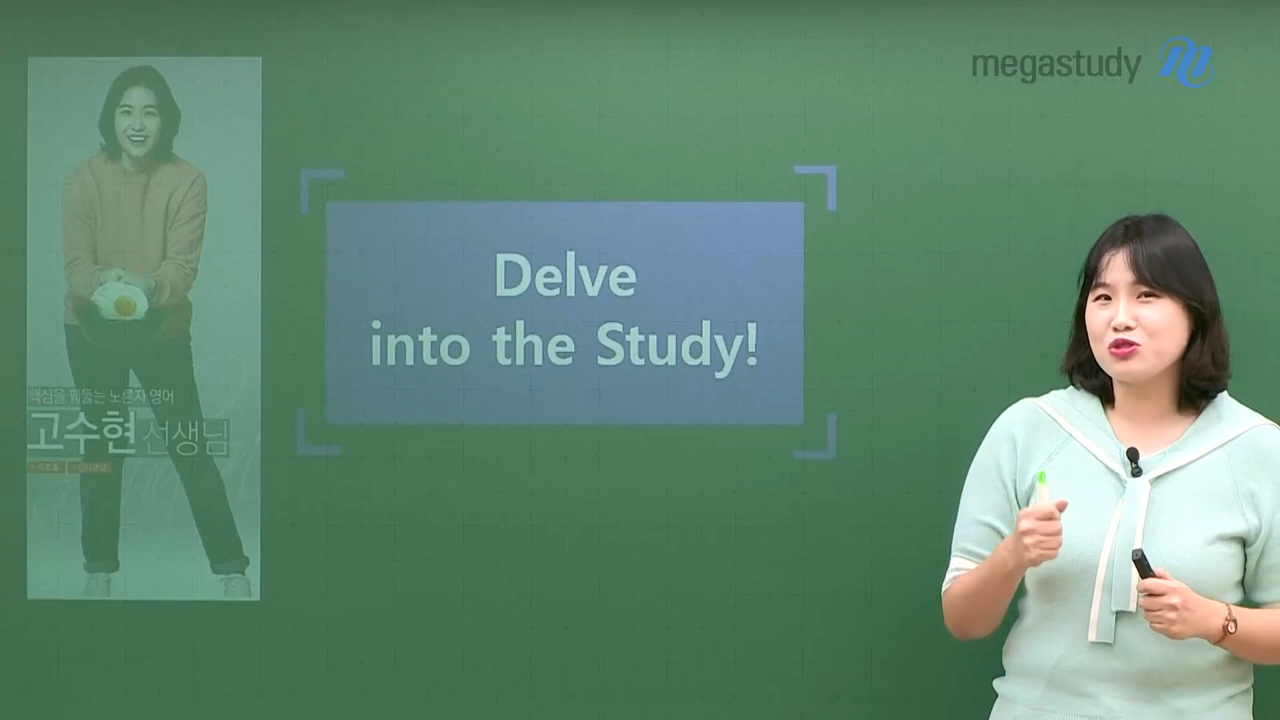 megastudy
Delve
into the Study!
핵심을 꿰뚫는 노른자 영어
고수현 선생님